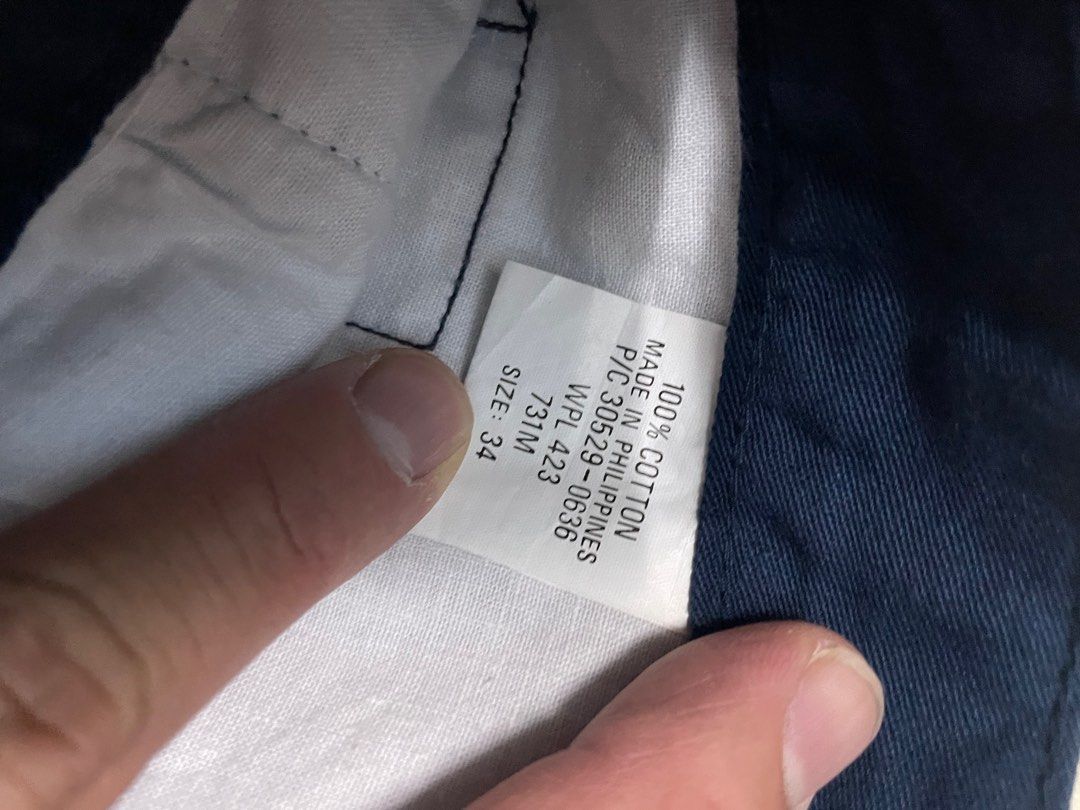 100% COTTON
MADE IN PHILIPPINES
P/C 30529-0636
WPL 423
731M
SIZE: 34